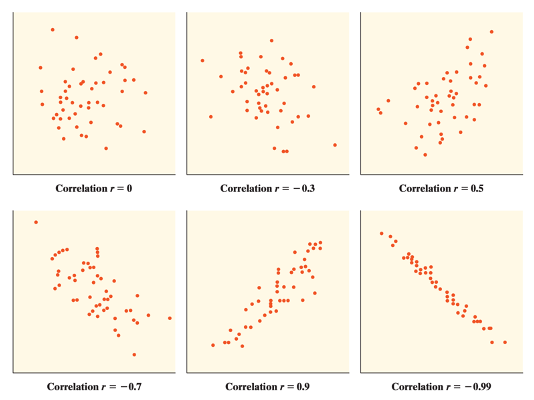 Correlation r = 0
Correlation r = −0.3
Correlation r = 0.5
Correlation r = −0.7
Correlation r = 0.9
Correlation r = −0.99